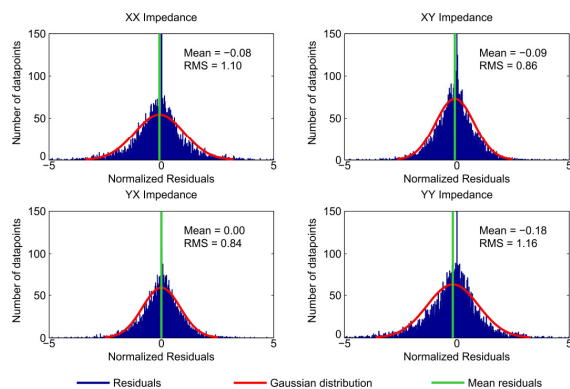 XX Impedance
XY Impedance
150
100
50
0
Number of datapoints
Mean = −0.08
RMS = 1.10
−5
0
5
Normalized Residuals
150
100
50
0
Number of datapoints
Mean = −0.09
RMS = 0.86
−5
0
5
Normalized Residuals
YX Impedance
YY Impedance
150
100
50
0
Number of datapoints
Mean = 0.00
RMS = 0.84
−5
0
5
Normalized Residuals
150
100
50
0
Number of datapoints
Mean = −0.18
RMS = 1.16
−5
0
5
Normalized Residuals
Residuals
Gaussian distribution
Mean residuals